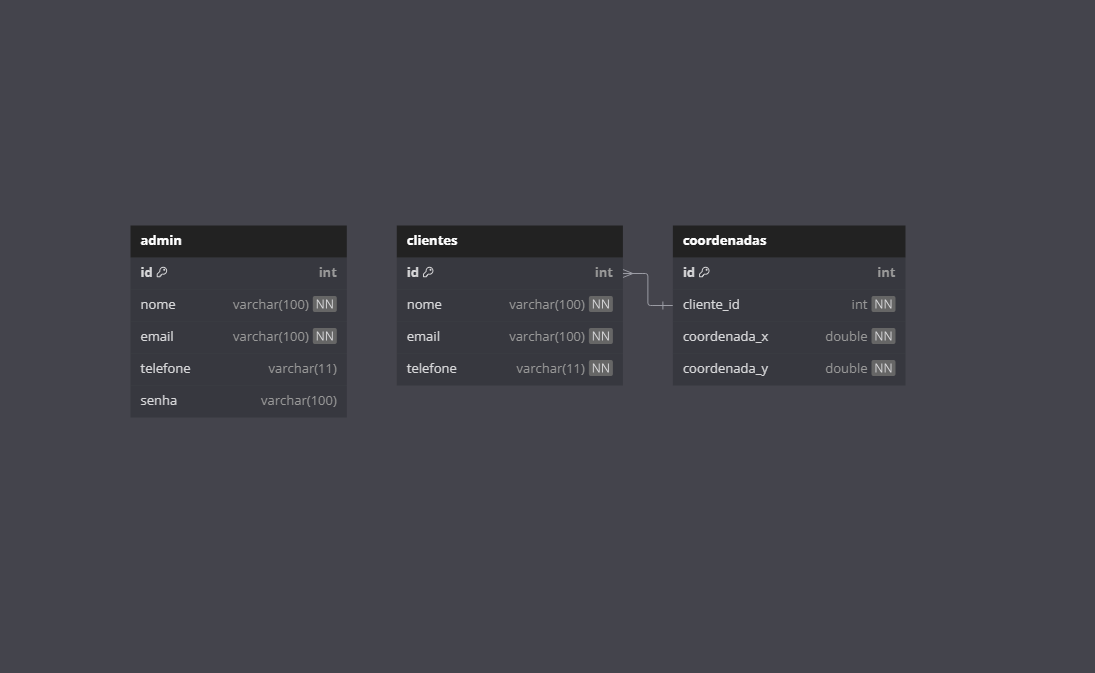 admin
id int
nome varchar(100) NN
email varchar(100) NN
telefone varchar(11)
senha varchar(100)
clientes
id int
nome varchar(100) NN
email varchar(100) NN
telefone varchar(11) NN
coordenadas
id int
cliente_id int NN
coordenada_x double NN
coordenada_y double NN